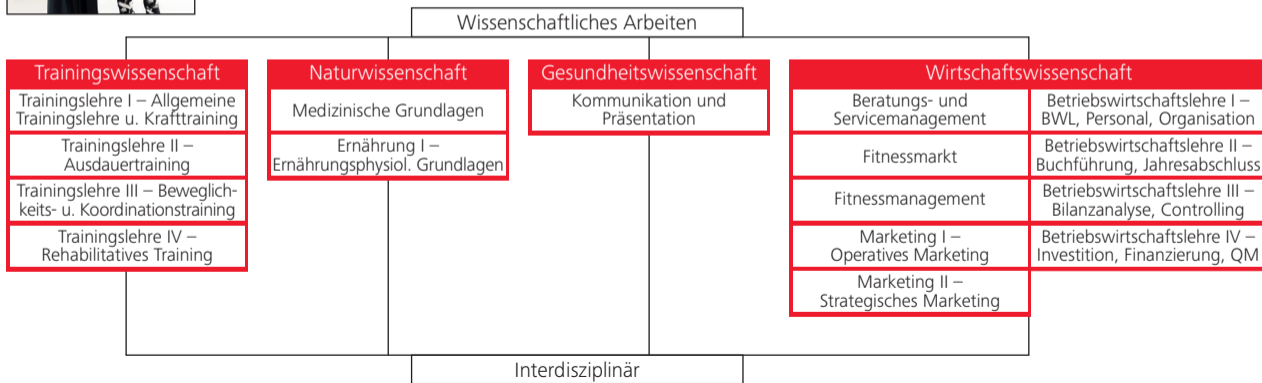 Wissenschaftliches Arbeiten
Trainingswissenschaft
Trainingslehre I – Allgemeine
Trainingslehre u. Krafttraining
Trainingslehre II –
Ausdauertraining
Trainingslehre III – Beweglich-
keits- u. Koordinationstraining
Trainingslehre IV –
Rehabilitatives Training
Naturwissenschaft
Medizinische Grundlagen
Ernährung I –
Ernährungsphysiol. Grundlagen
Gesundheitswissenschaft
Kommunikation und
Präsentation
Wirtschaftswissenschaft
Beratungs- und
Servicemanagement
Fitnessmarkt
Fitnessmanagement
Marketing I –
Operatives Marketing
Marketing II –
Strategisches Marketing
Betriebswirtschaftslehre I –
BWL, Personal, Organisation
Betriebswirtschaftslehre II –
Buchführung, Jahresabschluss
Betriebswirtschaftslehre III –
Bilanzanalyse, Controlling
Betriebswirtschaftslehre IV –
Investition, Finanzierung, QM
Interdisziplinär